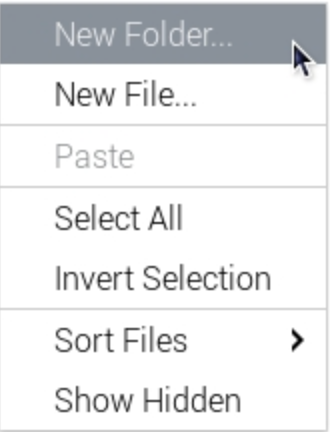 New Folder...
New File...
Paste
Select All
Invert Selection
Sort Files
Show Hidden